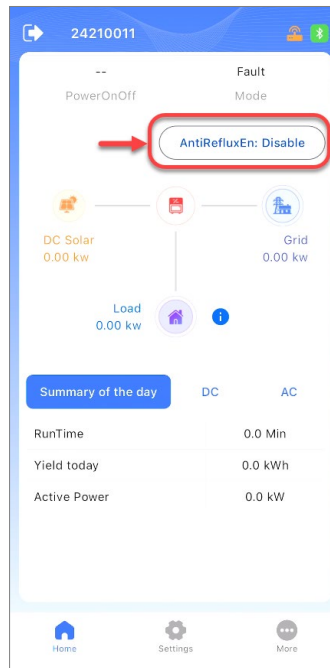 24210011
-- Fault
PowerOnOff Mode
AntiRefluxEn: Disable
DC Solar Grid
0.00 kw 0.00 kw
Load
0.00 kw
Summary of the day DC AC
RunTime 0.0 Min
Yield today 0.0 kWh
Active Power 0.0 kW
Home Settings More